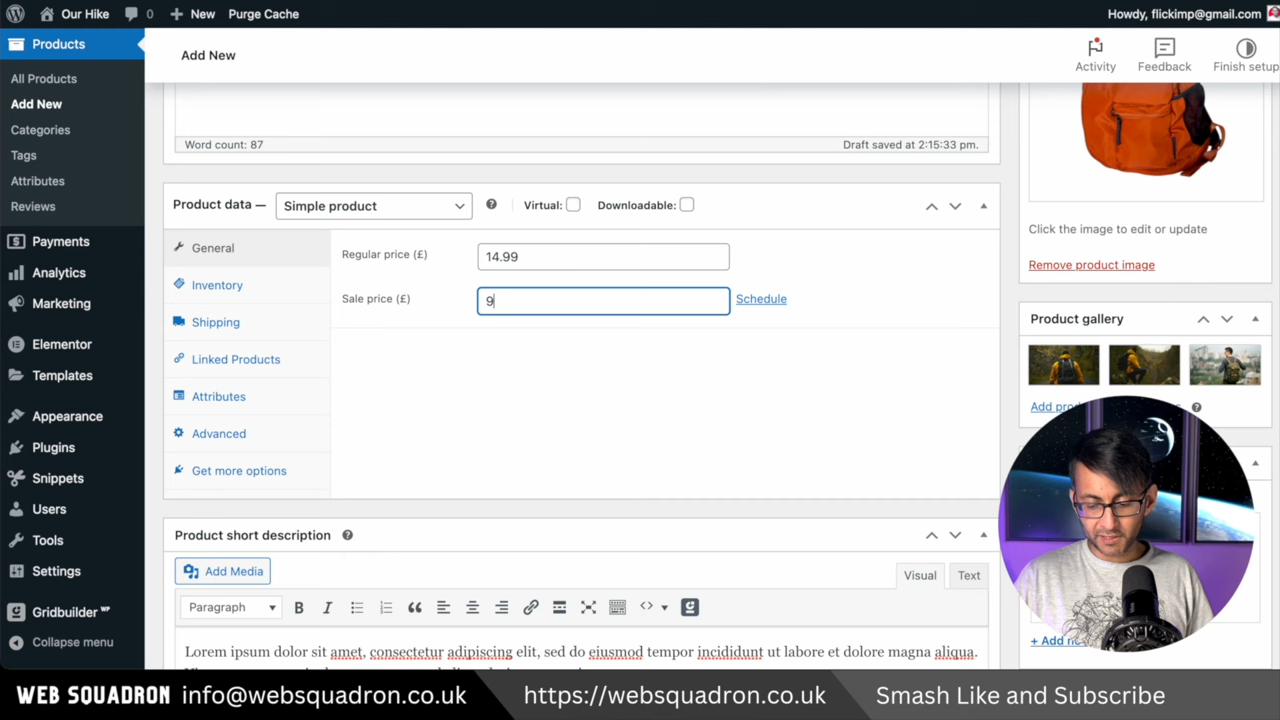 Our Hike
0
New
Purge Cache
Howdy, flickimp@gmail.com
Products
All Products
Add New
Categories
Tags
Attributes
Reviews
Payments
Analytics
Marketing
Elementor
Templates
Appearance
Plugins
Snippets
Users
Tools
Settings
Gridbuilder WP
Collapse menu
Add New
Activity
Feedback
Finish setup
Word count: 87
Draft saved at 2:15:33 pm.
Product data —
Simple product
Virtual:
Downloadable:
General
Inventory
Shipping
Linked Products
Attributes
Advanced
Get more options
Regular price (£)
14.99
Sale price (£)
9
Schedule
Product short description
Add Media
Visual
Text
Paragraph
Lorem ipsum dolor sit amet, consectetur adipiscing elit, sed do eiusmod tempor incididunt ut labore et dolore magna aliqua.
Click the image to edit or update
Remove product image
Product gallery
Add
+ Add
WEB SQUADRON info@websquadron.co.uk
https://websquadron.co.uk
Smash Like and Subscribe